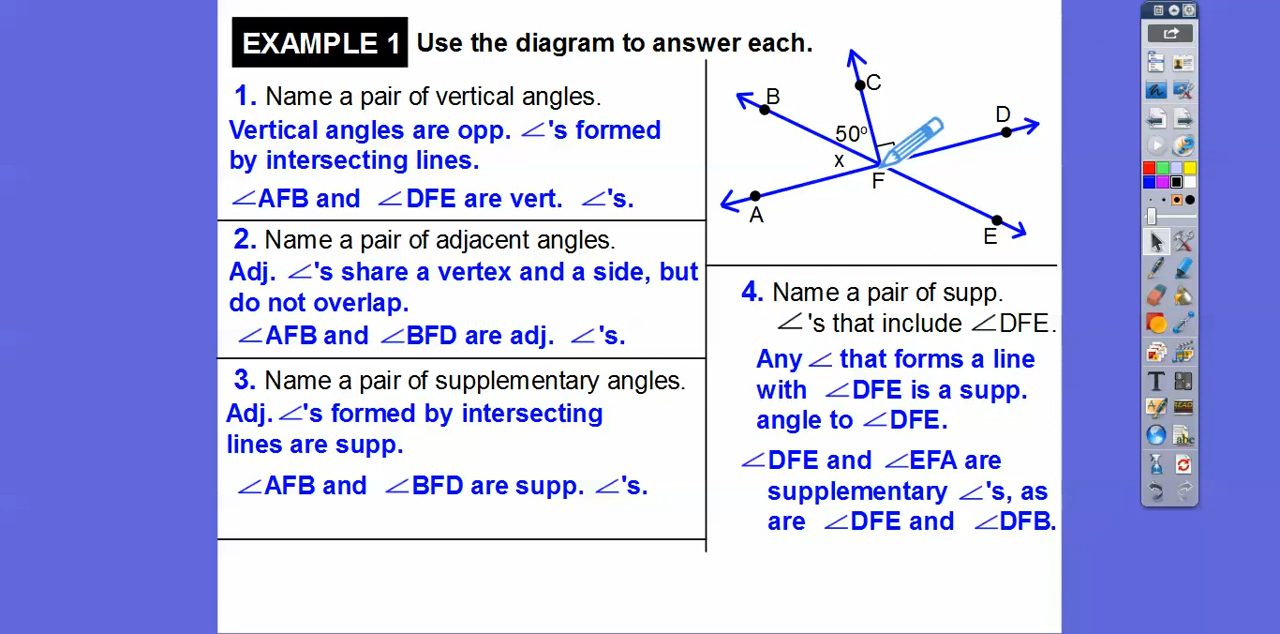 EXAMPLE 1 Use the diagram to answer each.
1. Name a pair of vertical angles.
Vertical angles are opp. ∠'s formed
by intersecting lines.
∠AFB and ∠DFE are vert. ∠'s.
2. Name a pair of adjacent angles.
Adj. ∠'s share a vertex and a side, but
do not overlap.
∠AFB and ∠BFD are adj. ∠'s.
3. Name a pair of supplementary angles.
Adj. ∠'s formed by intersecting
lines are supp.
∠AFB and ∠BFD are supp. ∠'s.
B
C
D
50º
x
F
A
E
4. Name a pair of supp.
∠'s that include ∠DFE.
Any ∠ that forms a line
with ∠DFE is a supp.
angle to ∠DFE.
∠DFE and ∠EFA are
supplementary ∠'s, as
are ∠DFE and ∠DFB.